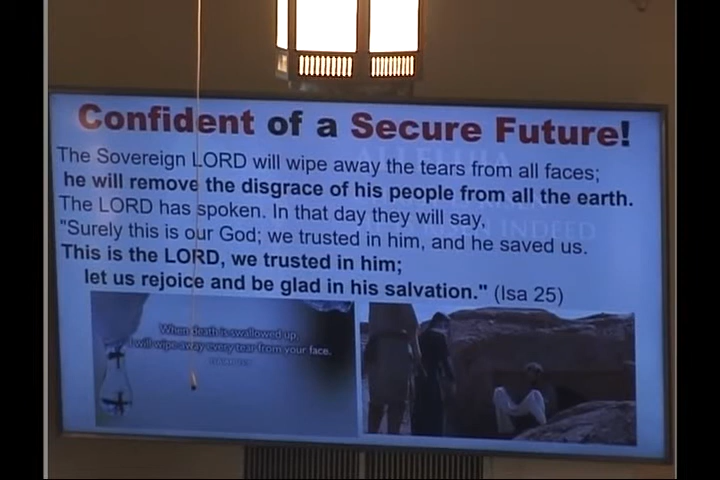 Confident of a Secure Future!
The Sovereign LORD will wipe away the tears from all faces;
he will remove the disgrace of his people from all the earth.
The LORD has spoken. In that day they will say,
"Surely this is our God; we trusted in him, and he saved us.
This is the LORD, we trusted in him;
let us rejoice and be glad in his salvation." (Isa 25)
When death is swallowed up,
I will wipe away every tear from your face.
ALLELUIA
RISEN INDEED